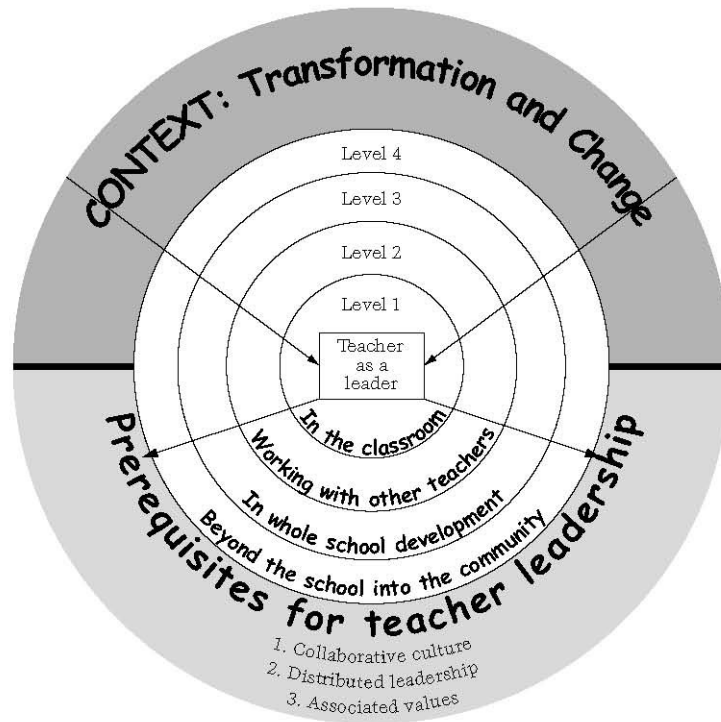 CONTEXT: Transformation and Change
Level 4
Level 3
Level 2
Level 1
Teacher
as a
leader
In the classroom
Working with other teachers
In whole school development
Beyond the school into the community
Prerequisites for teacher leadership
1. Collaborative culture
2. Distributed leadership
3. Associated values